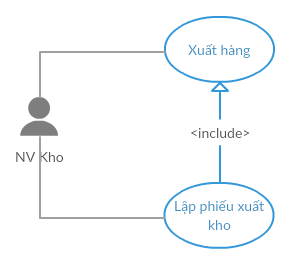 Xuất hàng
<include>
NV Kho
Lập phiếu xuất
kho